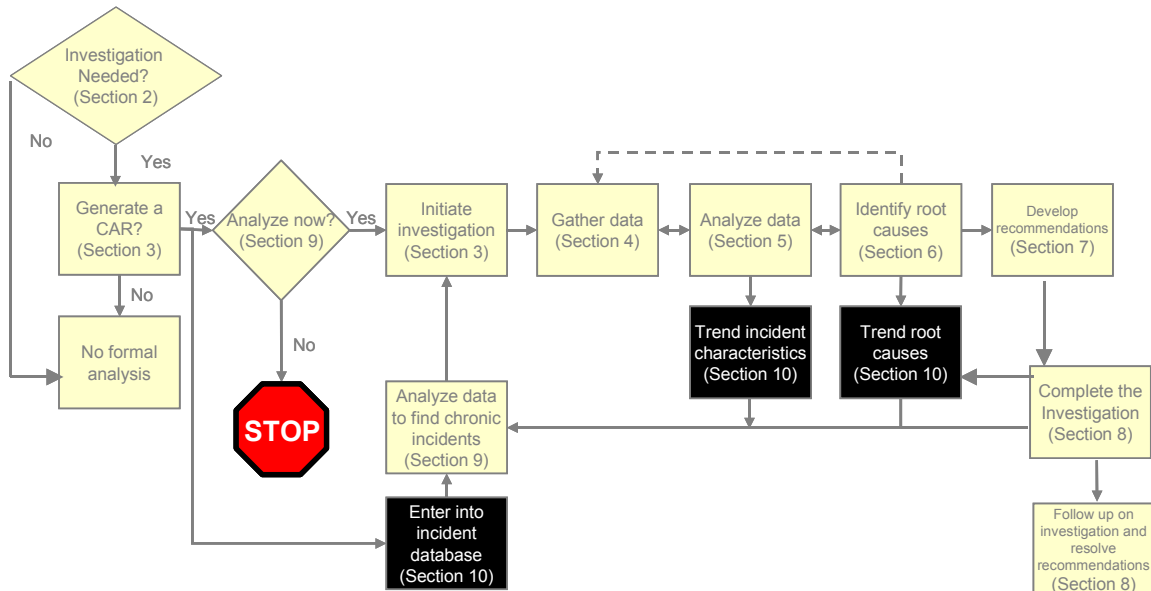 Investigation
Needed?
(Section 2)
No
Yes
Generate a
CAR?
(Section 3)
Yes
Analyze now?
(Section 9)
Yes
Initiate
investigation
(Section 3)
Gather data
(Section 4)
Analyze data
(Section 5)
Identify root
causes
(Section 6)
Develop
recommendations
(Section 7)
No
No formal
analysis
No
STOP
Trend incident
characteristics
(Section 10)
Trend root
causes
(Section 10)
Analyze data
to find chronic
incidents
(Section 9)
Complete the
Investigation
(Section 8)
Enter into
incident
database
(Section 10)
Follow up on
investigation and
resolve
recommendations
(Section 8)